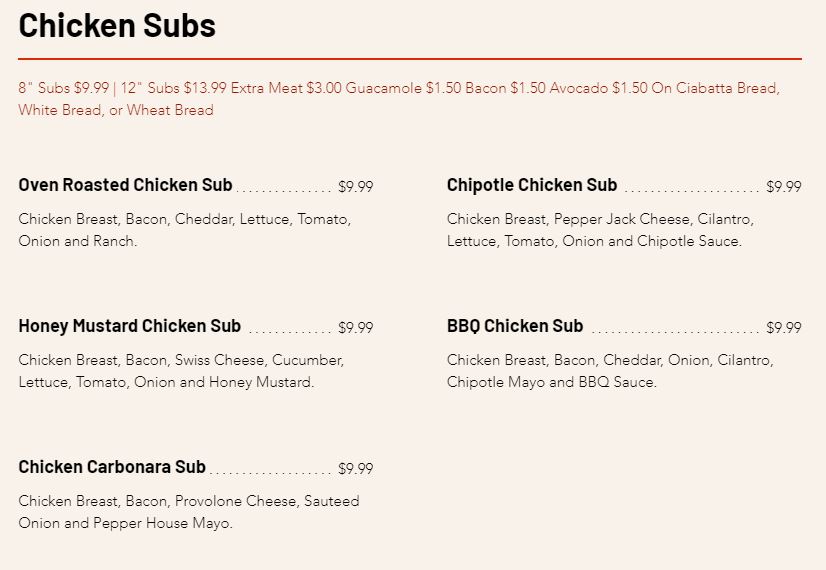 Chicken Subs
8" Subs $9.99 | 12" Subs $13.99 Extra Meat $3.00 Guacamole $1.50 Bacon $1.50 Avocado $1.50 On Ciabatta Bread,
White Bread, or Wheat Bread
Oven Roasted Chicken Sub .............. $9.99
Chicken Breast, Bacon, Cheddar, Lettuce, Tomato,
Onion and Ranch.
Chipotle Chicken Sub .................... $9.99
Chicken Breast, Pepper Jack Cheese, Cilantro,
Lettuce, Tomato, Onion and Chipotle Sauce.
Honey Mustard Chicken Sub ............ $9.99
Chicken Breast, Bacon, Swiss Cheese, Cucumber,
Lettuce, Tomato, Onion and Honey Mustard.
BBQ Chicken Sub ......................... $9.99
Chicken Breast, Bacon, Cheddar, Onion, Cilantro,
Chipotle Mayo and BBQ Sauce.
Chicken Carbonara Sub .................. $9.99
Chicken Breast, Bacon, Provolone Cheese, Sauteed
Onion and Pepper House Mayo.